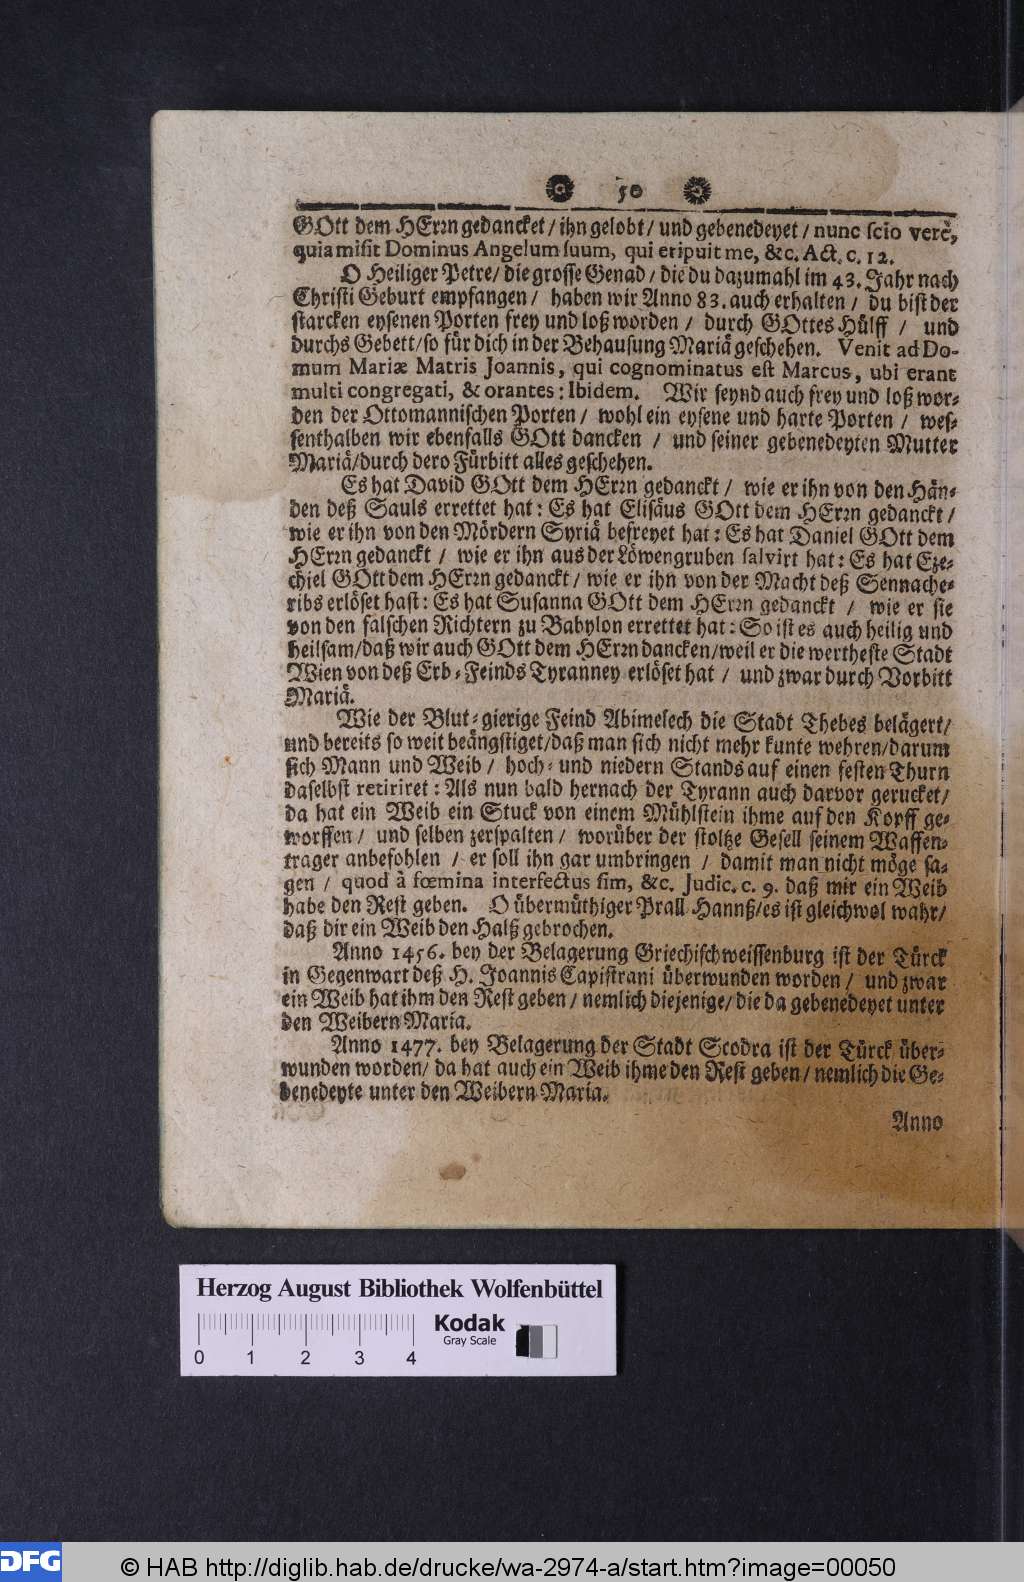 50
GOtt dem HErrn gedancket / ihn gelobt / und gebenedeyet / nunc scio verè,
quia misit Dominus Angelum suum, qui eripuit me, &c. Act. c. 12.
O Heiliger Petre / die grosse Genad / die du dazumahl im 43. Jahr nach
Christi Geburt empfangen / haben wir Anno 83. auch erhalten / du bist der
starcken eysenen Porten frey und loß worden / durch GOttes Hülff / und
durchs Gebett / so für dich in der Behausung Mariä geschehen. Venit ad Do-
mum Mariæ Matris Joannis, qui cognominatus est Marcus, ubi erant
multi congregati, & orantes: Ibidem. Wir seynd auch frey und loß wor-
den der Ottomannischen Porten / wohl ein eysene und harte Porten / wes-
senthalben wir ebenfalls GOtt dancken / und seiner gebenedeyten Mutter
Mariä / durch dero Fürbitt alles geschehen.
Es hat David GOtt dem HErrn gedanckt / wie er ihn von den Hän-
den deß Sauls errettet hat: Es hat Elisäus GOtt dem HErrn gedanckt /
wie er ihn von den Mördern Syriä befreyet hat: Es hat Daniel GOtt dem
HErrn gedanckt / wie er ihn aus der Löwengruben salvirt hat: Es hat Eze-
chiel GOtt dem HErrn gedanckt / wie er ihn von der Macht deß Sennache-
ribs erlöset hast: Es hat Susanna GOtt dem HErrn gedanckt / wie er sie
von den falschen Richtern zu Babylon errettet hat: So ist es auch heilig und
heilsam / daß wir auch GOtt dem HErrn dancken / weil er die wertheste Stadt
Wien von deß Erb-Feinds Tyranney erlöset hat / und zwar durch Vorbitt
Mariä.
Wie der Blut-gierige Feind Abimelech die Stadt Thebes belägert /
und bereits so weit beängstiget / daß man sich nicht mehr kunte wehren / darum
sich Mann und Weib / hoch- und niedern Stands auf einen festen Thurn
daselbst retiriret: Als nun bald hernach der Tyrann auch darvor gerucket /
da hat ein Weib ein Stuck von einem Mühlstein ihme auf den Kopff ge-
worffen / und selben zerspalten / worüber der stoltze Gesell seinem Waffen-
trager anbefohlen / er soll ihn gar umbringen / damit man nicht möge sa-
gen / quod à fœmina interfectus sim, &c. Judic. c. 9. daß mir ein Weib
habe den Rest geben. O übermüthiger Prall Hannß / es ist gleichwol wahr /
daß dir ein Weib den Halß gebrochen.
Anno 1456. bey der Belagerung Griechischweissenburg ist der Türck
in Gegenwart deß H. Joannis Capistrani überwunden worden / und zwar
ein Weib hat ihm den Rest geben / nemlich diejenige / die da gebenedeyet unter
den Weibern Maria.
Anno 1477. bey Belagerung der Stadt Scodra ist der Türck über-
wunden worden / da hat auch ein Weib ihme den Rest geben / nemlich die Ge-
benedeyte unter den Weibern Maria.
Anno
Herzog August Bibliothek Wolfenbüttel
Kodak
Gray Scale
0 1 2 3 4
DFG
© HAB http://diglib.hab.de/drucke/wa-2974-a/start.htm?image=00050